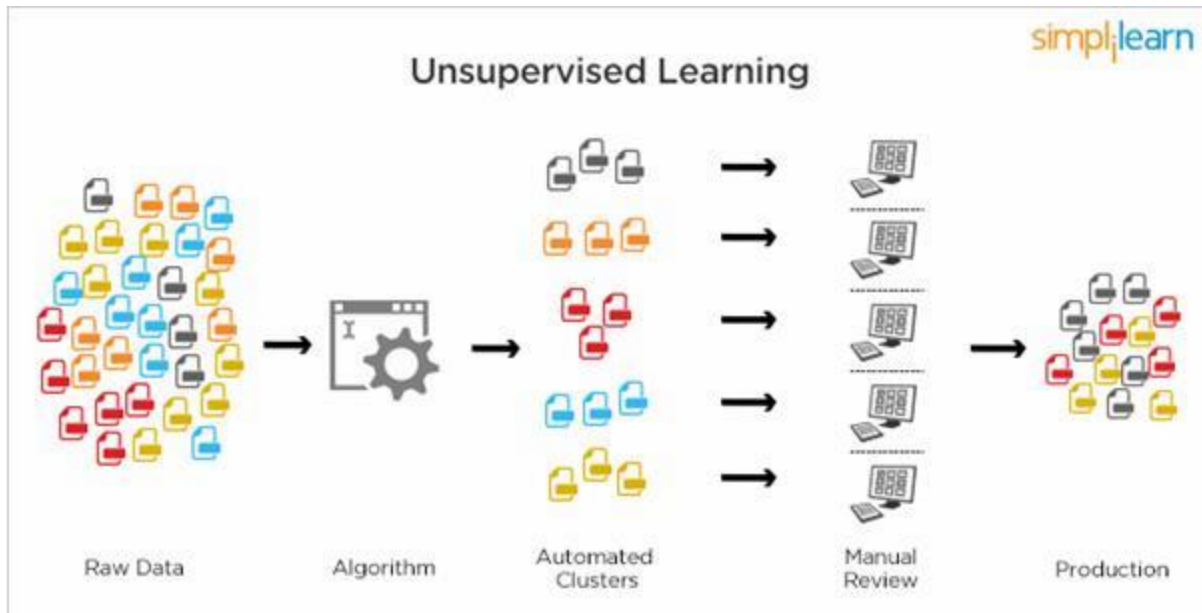 simplilearn
Unsupervised Learning
Raw Data
Algorithm
Automated
Clusters
Manual
Review
Production